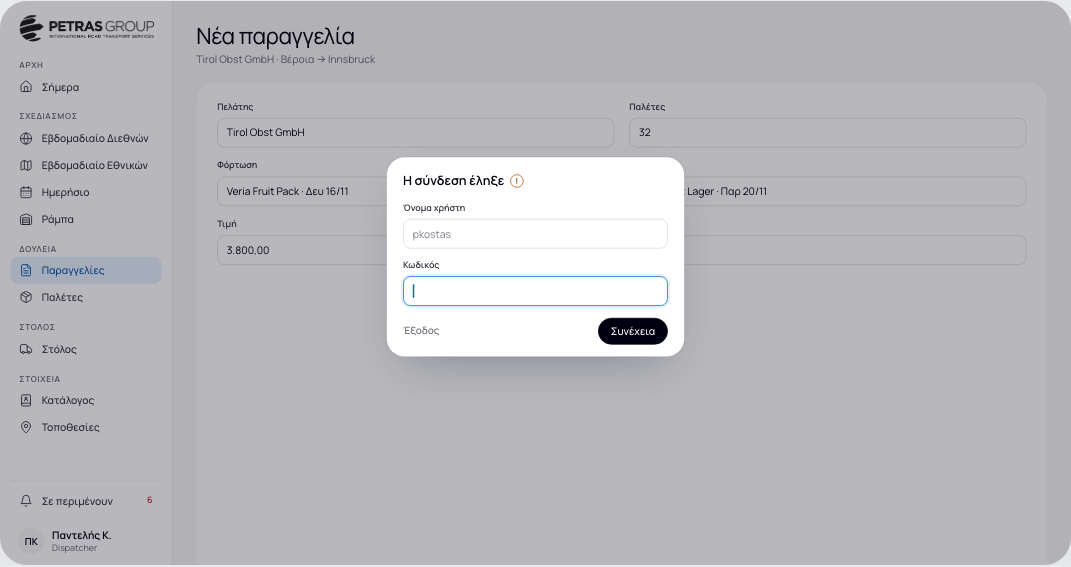 PETRAS GROUP
INTERNATIONAL ROAD TRANSPORT SERVICES
ΑΡΧΗ
Σήμερα
ΣΧΕΔΙΑΣΜΟΣ
Εβδομαδιαίο Διεθνών
Εβδομαδιαίο Εθνικών
Ημερήσιο
Ράμπα
ΔΟΥΛΕΙΑ
Παραγγελίες
Παλέτες
ΣΤΟΛΟΣ
Στόλος
ΣΤΟΙΧΕΙΑ
Κατάλογος
Τοποθεσίες
Σε περιμένουν 6
ΠΚ
Παντελής Κ.
Dispatcher
Νέα παραγγελία
Tirol Obst GmbH · Βέροια → Innsbruck
Πελάτης
Tirol Obst GmbH
Παλέτες
32
Φόρτωση
Veria Fruit Pack · Δευ 16/11
Lager · Παρ 20/11
Τιμή
3.800,00
Η σύνδεση έληξε !
Όνομα χρήστη
pkostas
Κωδικός
Έξοδος
Συνέχεια